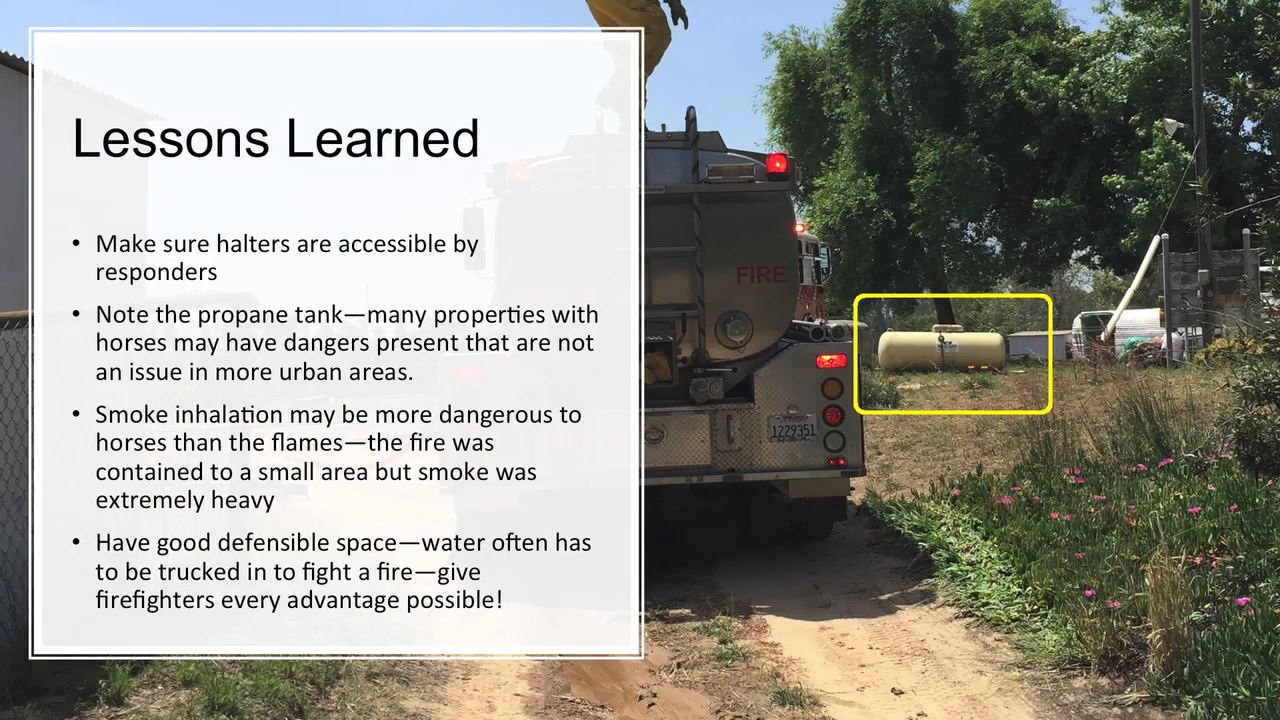 Lessons Learned
• Make sure halters are accessible by
responders
• Note the propane tank—many properties with
horses may have dangers present that are not
an issue in more urban areas.
• Smoke inhalation may be more dangerous to
horses than the flames—the fire was
contained to a small area but smoke was
extremely heavy
• Have good defensible space—water often has
to be trucked in to fight a fire—give
firefighters every advantage possible!
FIRE
1229351